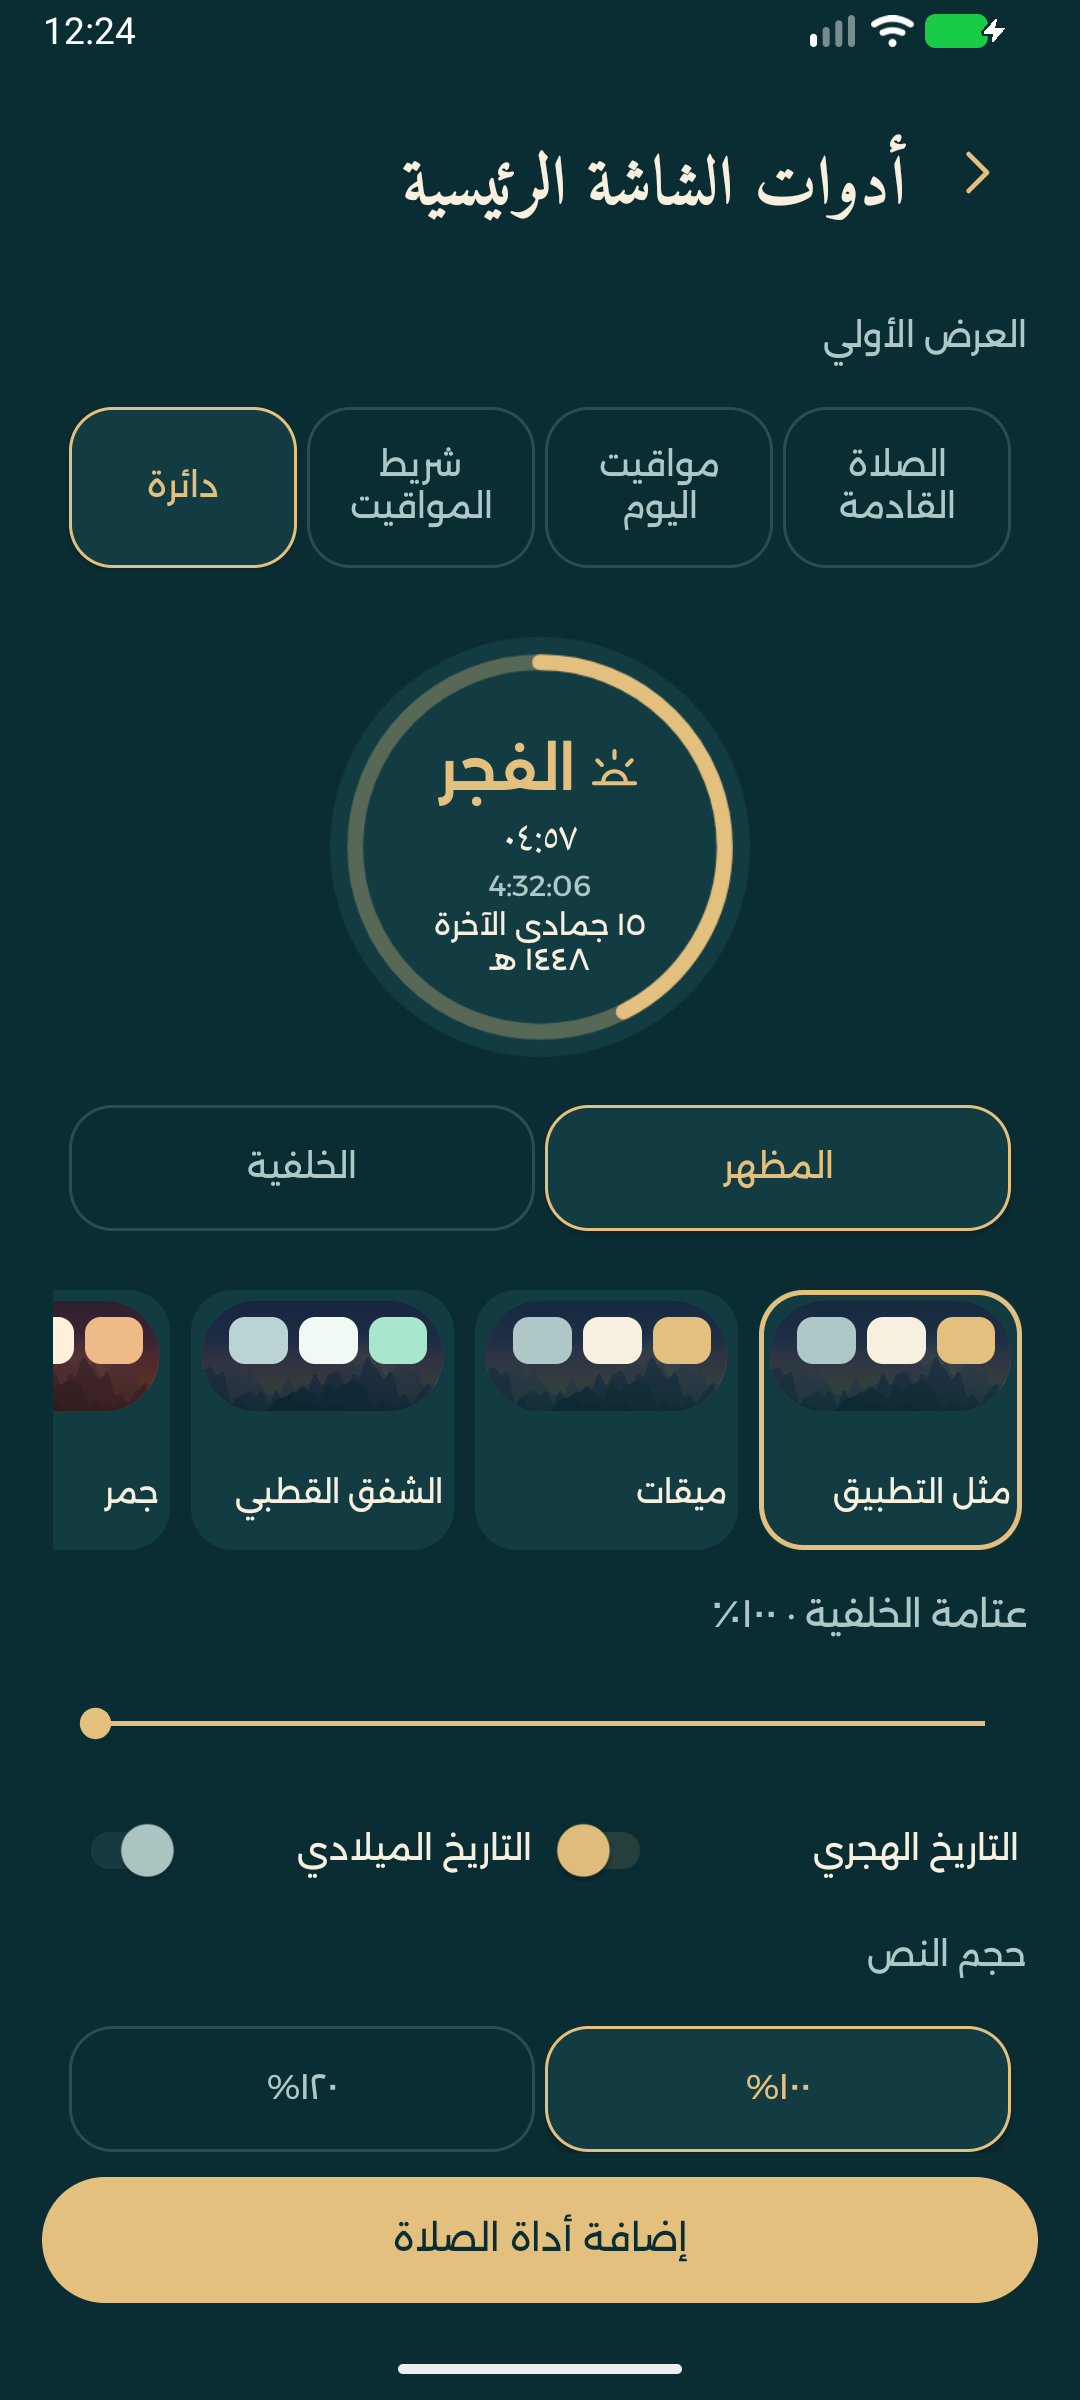 12:24
أدوات الشاشة الرئيسية
العرض الأولي
الصلاة
القادمة
مواقيت
اليوم
شريط
المواقيت
دائرة
الفجر
٠٤:٥٧
4:32:06
١٥ جمادى الآخرة
١٤٤٨ هـ
المظهر
الخلفية
مثل التطبيق
ميقات
الشفق القطبي
جمر
عتامة الخلفية · ١٠٠٪
التاريخ الهجري
التاريخ الميلادي
حجم النص
١٠٠%
١٢٠%
إضافة أداة الصلاة